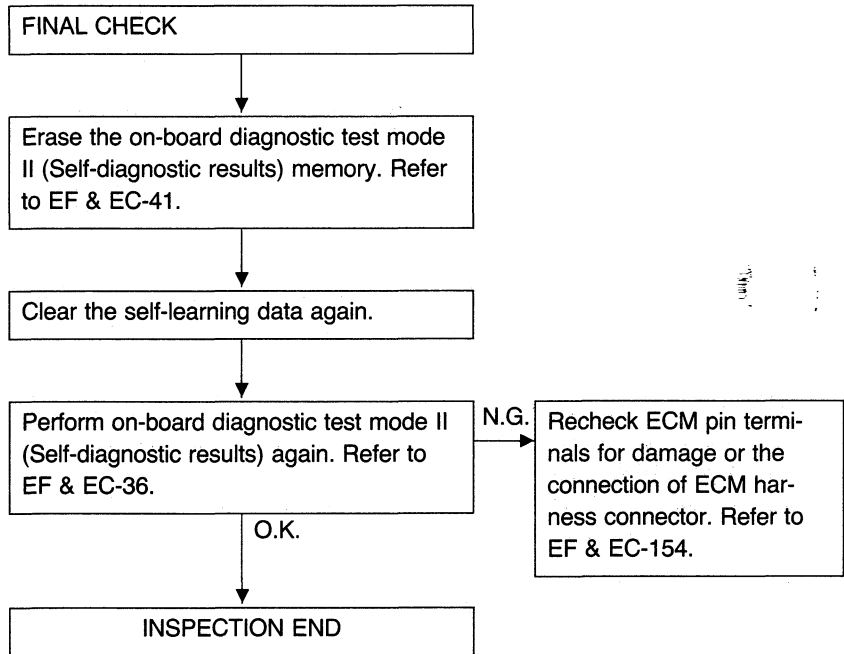 FINAL CHECK
Erase the on-board diagnostic test mode
II (Self-diagnostic results) memory. Refer
to EF & EC-41.
Clear the self-learning data again.
Perform on-board diagnostic test mode II
(Self-diagnostic results) again. Refer to
EF & EC-36.
N.G.
Recheck ECM pin termi-
nals for damage or the
connection of ECM har-
ness connector. Refer to
EF & EC-154.
O.K.
INSPECTION END